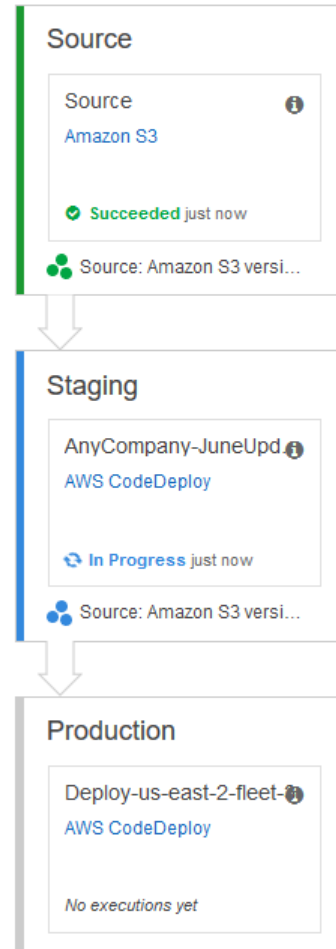 Source
Source
Amazon S3
Succeeded just now
Source: Amazon S3 versi...
Staging
AnyCompany-JuneUpd.
AWS CodeDeploy
In Progress just now
Source: Amazon S3 versi...
Production
Deploy-us-east-2-fleet-
AWS CodeDeploy
No executions yet